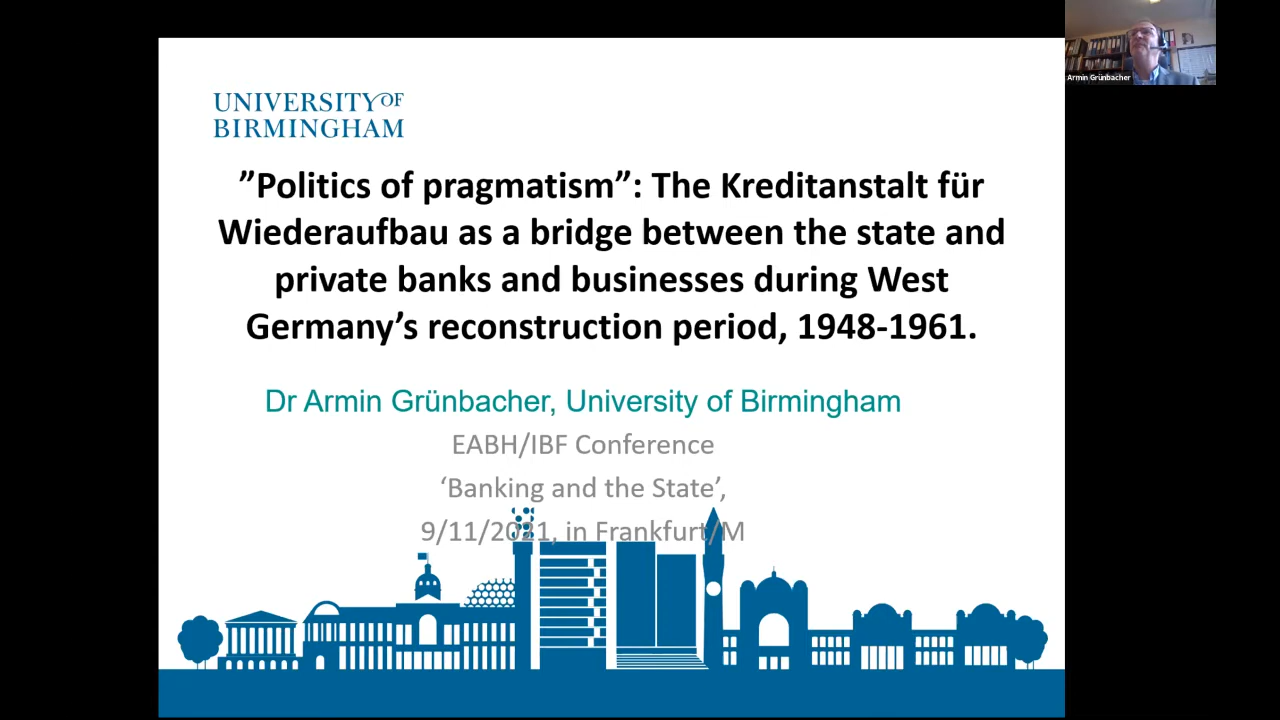 Armin Grünbacher
UNIVERSITY OF
BIRMINGHAM
”Politics of pragmatism”: The Kreditanstalt für
Wiederaufbau as a bridge between the state and
private banks and businesses during West
Germany’s reconstruction period, 1948-1961.
Dr Armin Grünbacher, University of Birmingham
EABH/IBF Conference
‘Banking and the State’,
9/11/2021, in Frankfurt/M